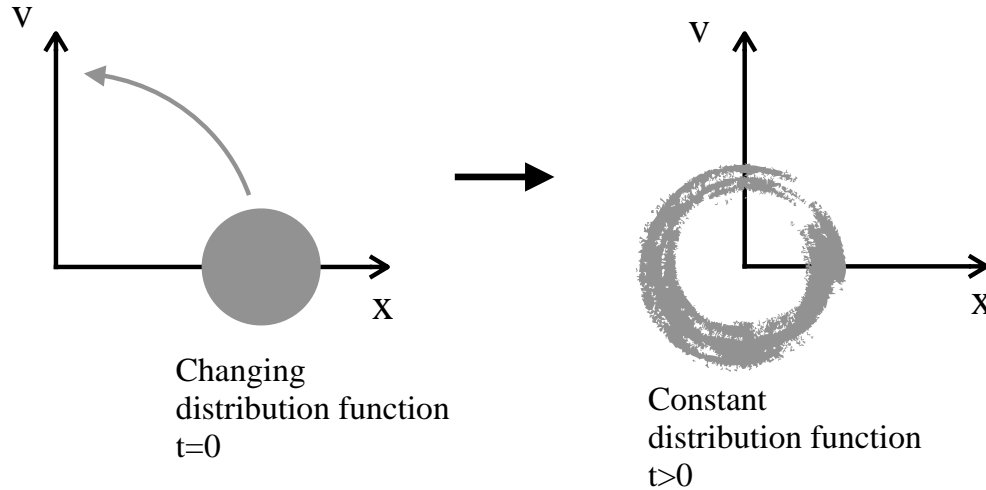 v
x
Changing
distribution function
t=0
v
x
Constant
distribution function
t>0